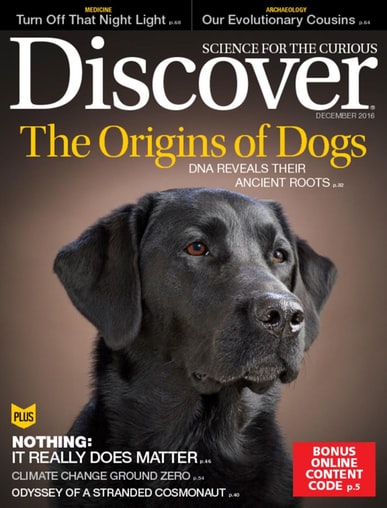 MEDICINE
Turn Off That Night Light p.68
ARCHAEOLOGY
Our Evolutionary Cousins p.64
SCIENCE FOR THE CURIOUS
Discover®
DECEMBER 2016
The Origins of Dogs
DNA REVEALS THEIR
ANCIENT ROOTS p.30
PLUS
NOTHING:
IT REALLY DOES MATTER p.46
CLIMATE CHANGE GROUND ZERO p.54
ODYSSEY OF A STRANDED COSMONAUT p.40
BONUS
ONLINE
CONTENT
CODE p.5